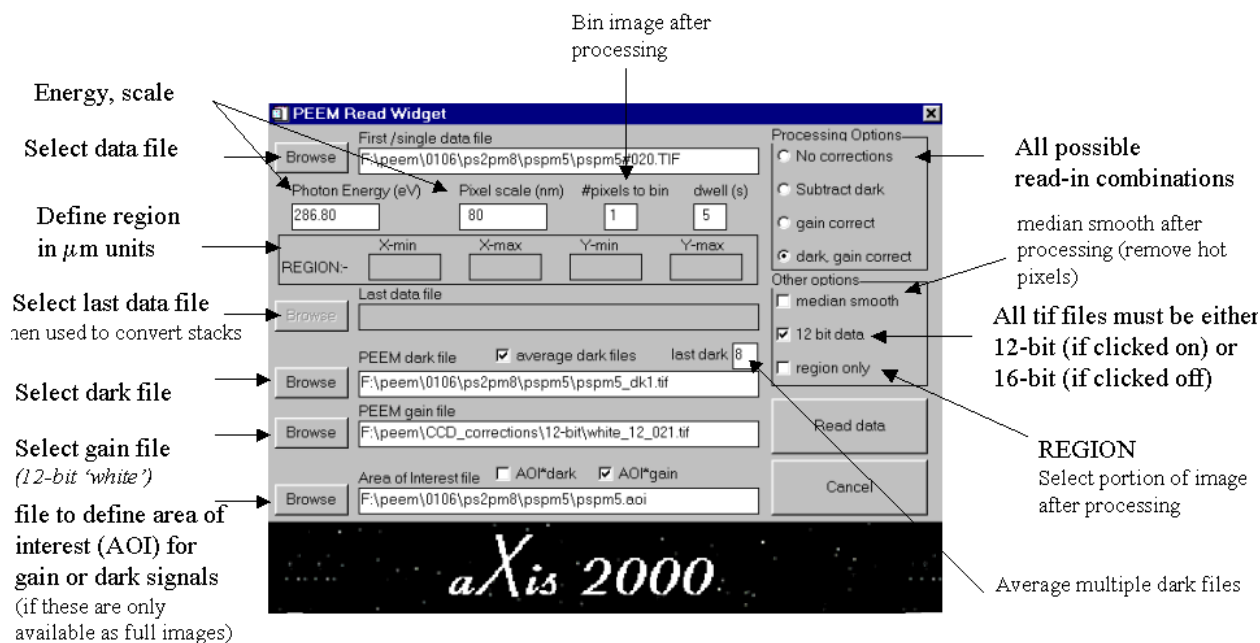 Bin image after
processing
Energy, scale
Select data file
Define region
in μm units
Select last data file
hen used to convert stacks
Select dark file
Select gain file
(12-bit ‘white’)
file to define area of
interest (AOI) for
gain or dark signals
(if these are only
available as full images)
PEEM Read Widget
First /single data file
Browse F:\peem\0106\ps2pm8\pspm5\pspm5#020.TIF
Photon Energy (eV) Pixel scale (nm) #pixels to bin dwell (s)
286.80 80 1 5
X-min X-max Y-min Y-max
REGION:-
Last data file
Browse
PEEM dark file average dark files last dark 8
Browse F:\peem\0106\ps2pm8\pspm5\pspm5_dk1.tif
PEEM gain file
Browse F:\peem\CCD_corrections\12-bit\white_12_021.tif
Area of Interest file AOI*dark AOI*gain
Browse F:\peem\0106\ps2pm8\pspm5\pspm5.aoi
Processing Options
No corrections
Subtract dark
gain correct
dark, gain correct
Other options
median smooth
12 bit data
region only
Read data
Cancel
aXis 2000
All possible
read-in combinations
median smooth after
processing (remove hot
pixels)
All tif files must be either
12-bit (if clicked on) or
16-bit (if clicked off)
REGION
Select portion of image
after processing
Average multiple dark files